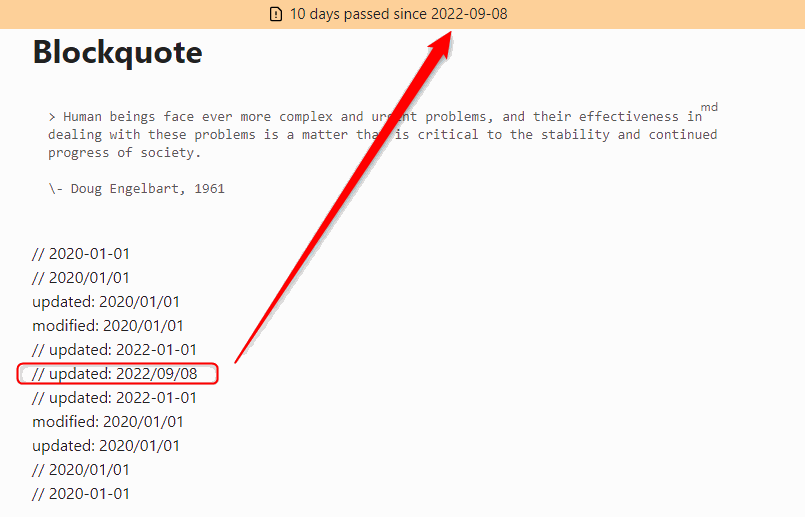 10 days passed since 2022-09-08
Blockquote
md
> Human beings face ever more complex and urgent problems, and their effectiveness in
dealing with these problems is a matter that is critical to the stability and continued
progress of society.
\- Doug Engelbart, 1961
// 2020-01-01
// 2020/01/01
updated: 2020/01/01
modified: 2020/01/01
// updated: 2022-01-01
// updated: 2022/09/08
// updated: 2022-01-01
modified: 2020/01/01
updated: 2020/01/01
// 2020/01/01
// 2020-01-01